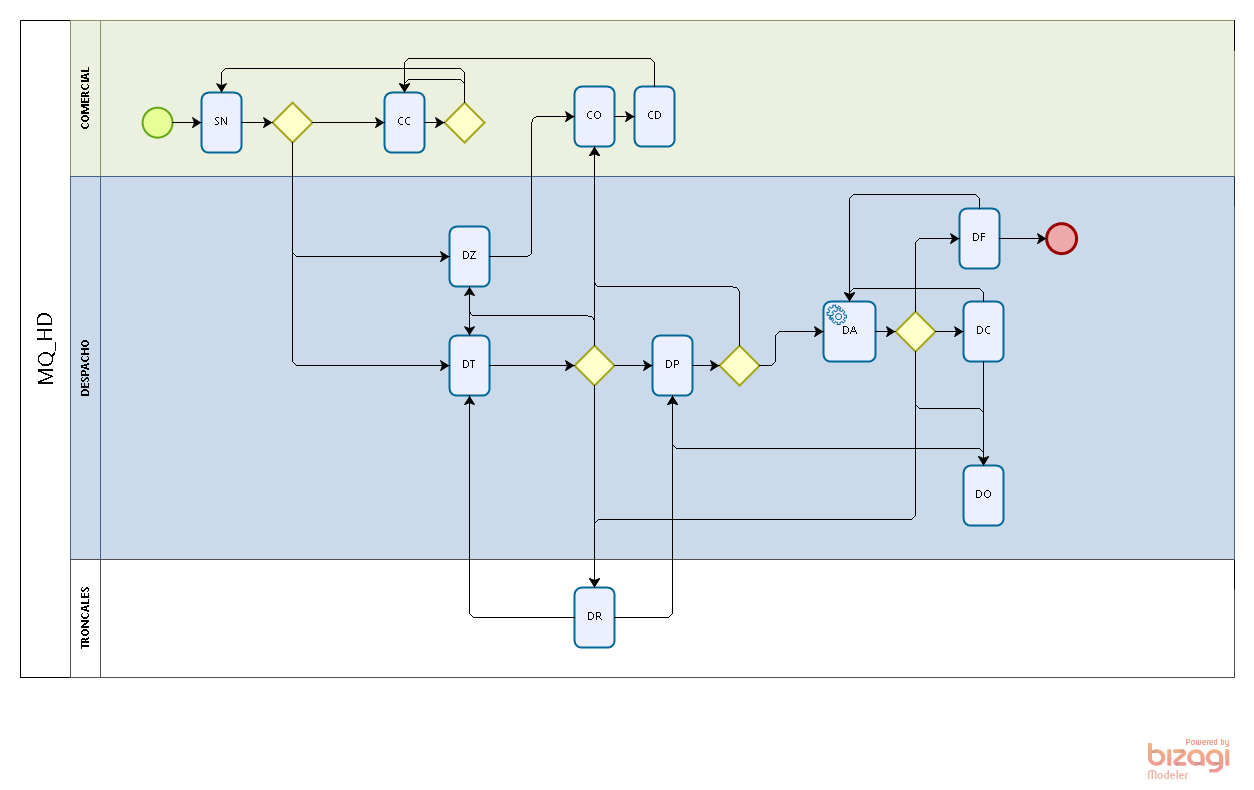 MQ_HD
COMERCIAL
SN
CC
CO
CD
DESPACHO
DZ
DF
DT
DP
DA
DC
DO
TRONCALES
DR
Powered by
bizagi
Modeler